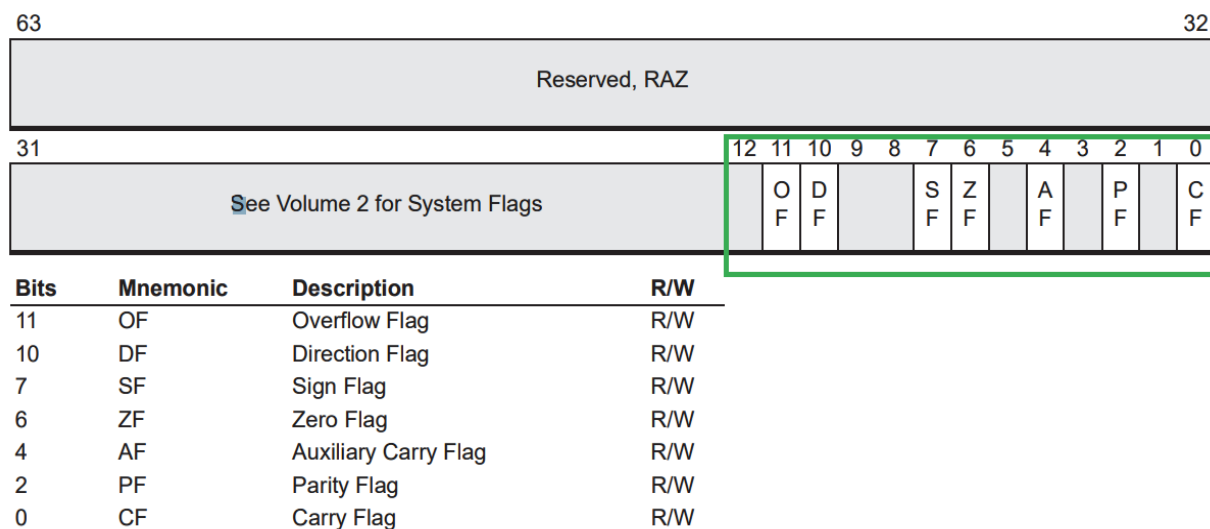 63 32
Reserved, RAZ
31 12 11 10 9 8 7 6 5 4 3 2 1 0
See Volume 2 for System Flags
O D S Z A P C
F F F F F F F
Bits Mnemonic Description R/W
11 OF Overflow Flag R/W
10 DF Direction Flag R/W
7 SF Sign Flag R/W
6 ZF Zero Flag R/W
4 AF Auxiliary Carry Flag R/W
2 PF Parity Flag R/W
0 CF Carry Flag R/W